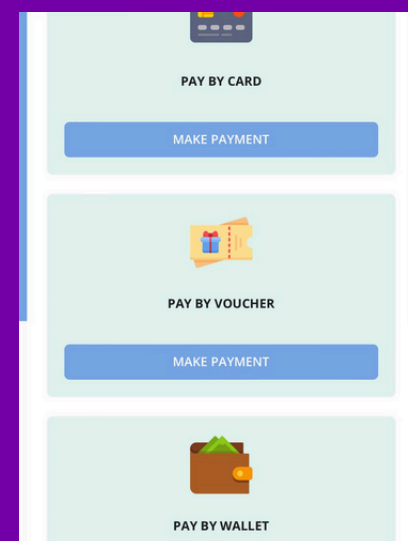 PAY BY CARD
MAKE PAYMENT
PAY BY VOUCHER
MAKE PAYMENT
PAY BY WALLET